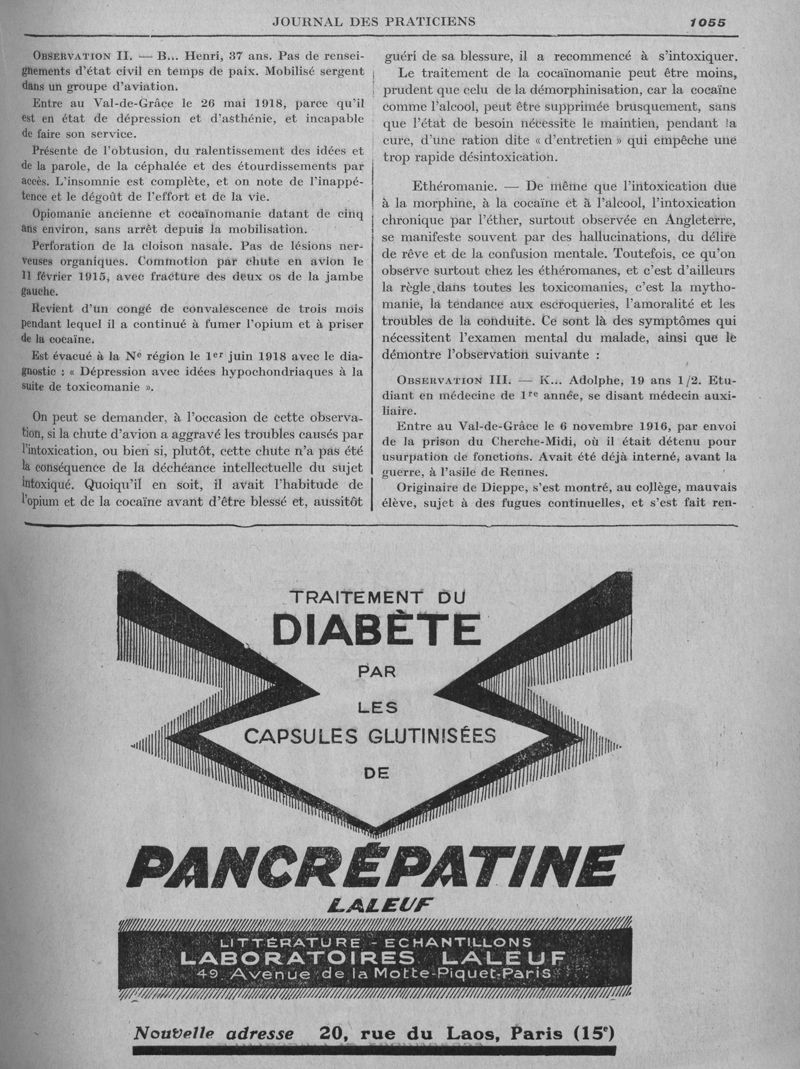 JOURNAL DES PRATICIENS 1055
OBSERVATION II. — B... Henri, 37 ans. Pas de rensei-
gnements d'état civil en temps de paix. Mobilisé sergent
dans un groupe d'aviation.
Entre au Val-de-Grâce le 26 mai 1918, parce qu'il
est en état de dépression et d'asthénie, et incapable
de faire son service.
Présente de l'obtusion, du ralentissement des idées et
de la parole, de la céphalée et des étourdissements par
accès. L'insomnie est complète, et on note de l'inappé-
tence et le dégoût de l'effort et de la vie.
Opiomanie ancienne et cocaïnomanie datant de cinq
ans environ, sans arrêt depuis la mobilisation.
Perforation de la cloison nasale. Pas de lésions ner-
veuses organiques. Commotion par chute en avion le
11 février 1915, avec fracture des deux os de la jambe
gauche.
Revient d'un congé de convalescence de trois mois
pendant lequel il a continué à fumer l'opium et à priser
de la cocaïne.
Est évacué à la Ne région le 1er juin 1918 avec le dia-
gnostic : « Dépression avec idées hypochondriaques à la
suite de toxicomanie ».
On peut se demander, à l'occasion de cette observa-
tion, si la chute d'avion a aggravé les troubles causés par
l'intoxication, ou bien si, plutôt, cette chute n'a pas été
la conséquence de la déchéance intellectuelle du sujet
intoxiqué. Quoiqu'il en soit, il avait l'habitude de
l'opium et de la cocaïne avant d'être blessé et, aussitôt
guéri de sa blessure, il a recommencé à s'intoxiquer.
Le traitement de la cocaïnomanie peut être moins,
prudent que celu de la démorphinisation, car la cocaïne
comme l'alcool, peut être supprimée brusquement, sans
que l'état de besoin nécessite le maintien, pendant la
cure, d'une ration dite « d'entretien » qui empêche une
trop rapide désintoxication.
Ethéromanie. — De même que l'intoxication due
à la morphine, à la cocaïne et à l'alcool, l'intoxication
chronique par l'éther, surtout observée en Angleterre,
se manifeste souvent par des hallucinations, du délire
de rêve et de la confusion mentale. Toutefois, ce qu'on
observe surtout chez les éthéromanes, et c'est d'ailleurs
la règle dans toutes les toxicomanies, c'est la mytho-
manie, la tendance aux escroqueries, l'amoralité et les
troubles de la conduite. Ce sont là des symptômes qui
nécessitent l'examen mental du malade, ainsi que le
démontre l'observation suivante :
OBSERVATION III. — K... Adolphe, 19 ans 1/2. Etu-
diant en médecine de 1re année, se disant médecin auxi-
liaire.
Entre au Val-de-Grâce le 6 novembre 1916, par envoi
de la prison du Cherche-Midi, où il était détenu pour
usurpation de fonctions. Avait été déjà interné, avant la
guerre, à l'asile de Rennes.
Originaire de Dieppe, s'est montré, au collège, mauvais
élève, sujet à des fugues continuelles, et s'est fait ren-
TRAITEMENT DU
DIABÈTE
PAR
LES
CAPSULES GLUTINISÉES
DE
PANCRÉPATINE
LALEUF
LITTÉRATURE - ECHANTILLONS
LABORATOIRES LALEUF
49. Avenue de la Motte-Piquet-Paris
Nouvelle adresse 20, rue du Laos, Paris (15e)